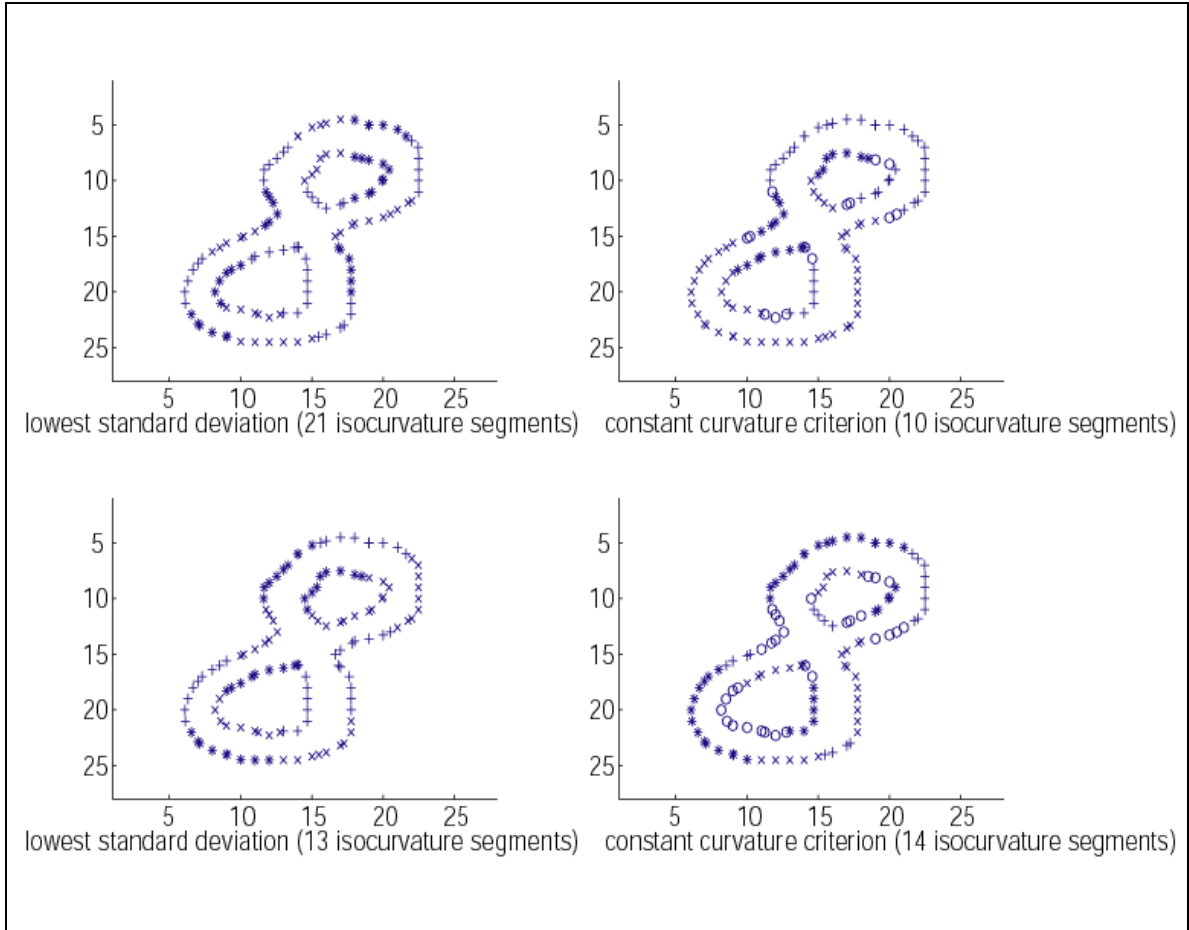 5
10
15
20
25
5 10 15 20 25
lowest standard deviation (21 isocurvature segments)
5
10
15
20
25
5 10 15 20 25
constant curvature criterion (10 isocurvature segments)
5
10
15
20
25
5 10 15 20 25
lowest standard deviation (13 isocurvature segments)
5
10
15
20
25
5 10 15 20 25
constant curvature criterion (14 isocurvature segments)